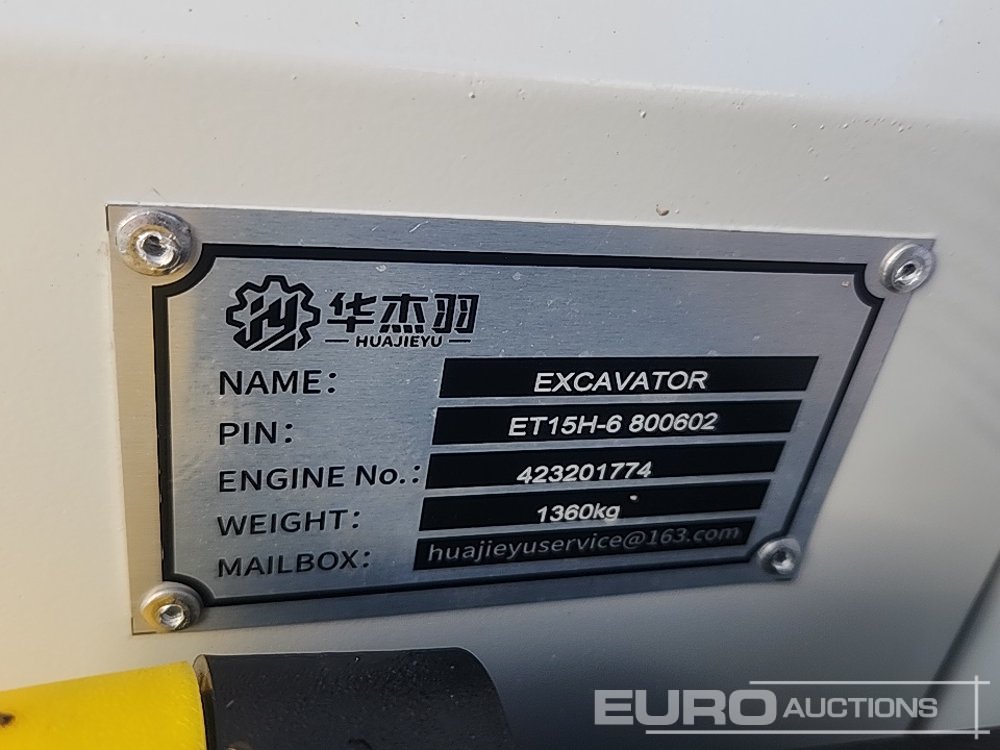 HY 华杰羽
HUAJIEYU
NAME: EXCAVATOR
PIN: ET15H-6 800602
ENGINE No.: 423201774
WEIGHT: 1360kg
MAILBOX: huajieyuservice@163.com
EURO AUCTIONS